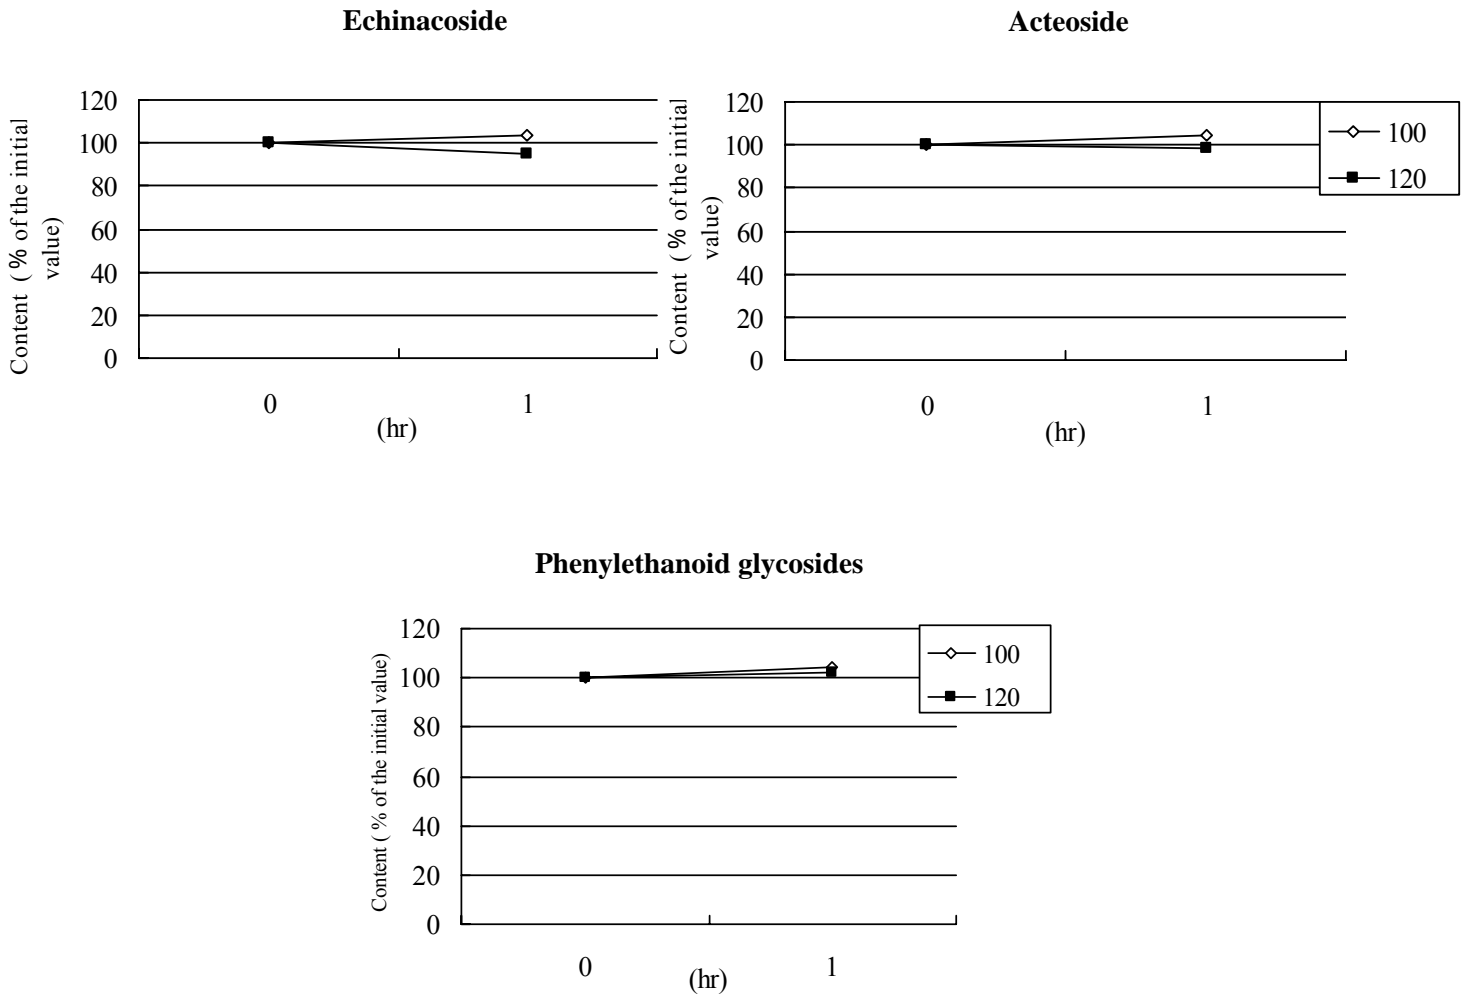 Echinacoside
Content ( % of the initial
value)
120
100
80
60
40
20
0
0
1
(hr)
Acteoside
Content ( % of the initial
value)
120
100
80
60
40
20
0
0
1
(hr)
100
120
Phenylethanoid glycosides
Content ( % of the initial value)
120
100
80
60
40
20
0
0
1
(hr)
100
120